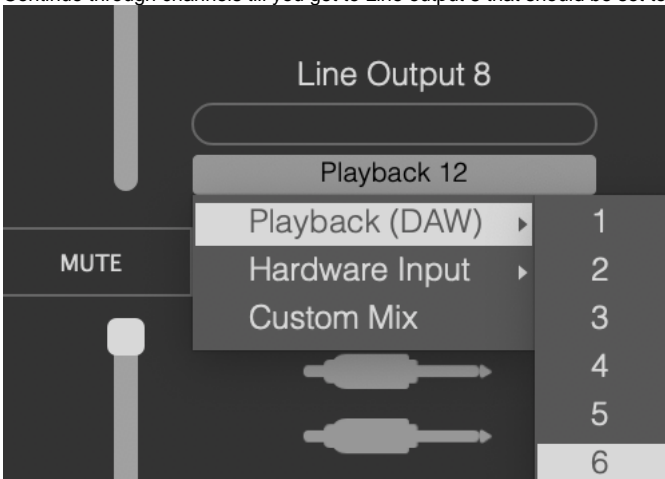 Line Output 8
Playback 12
Playback (DAW) 1
MUTE Hardware Input 2
Custom Mix 3
4
5
6